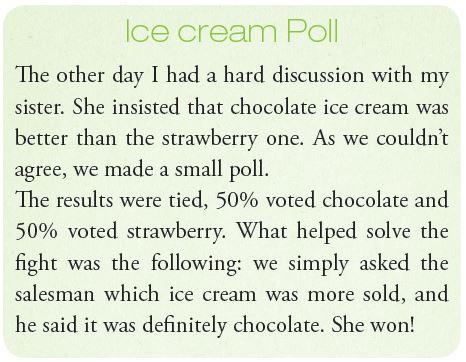 Ice cream Poll
The other day I had a hard discussion with my
sister. She insisted that chocolate ice cream was
better than the strawberry one. As we couldn't
agree, we made a small poll.
The results were tied, 50% voted chocolate and
50% voted strawberry. What helped solve the
fight was the following: we simply asked the
salesman which ice cream was more sold, and
he said it was definitely chocolate. She won!